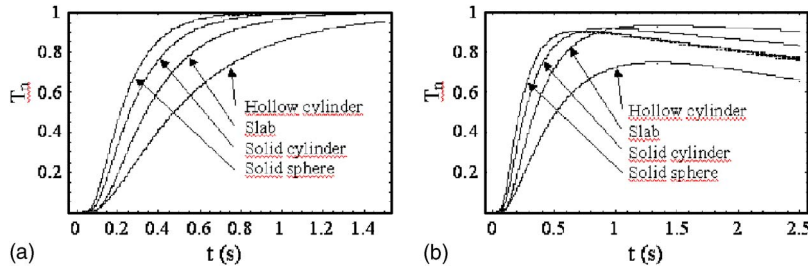 1
0.8
0.6
0.4
0.2
Tn
Hollow cylinder
Slab
Solid cylinder
Solid sphere
0 0.2 0.4 0.6 0.8 1 1.2 1.4
t (s)
(a)
1
0.8
0.6
0.4
0.2
Tn
Hollow cylinder
Slab
Solid cylinder
Solid sphere
0 0.5 1 1.5 2 2.5
t (s)
(b)